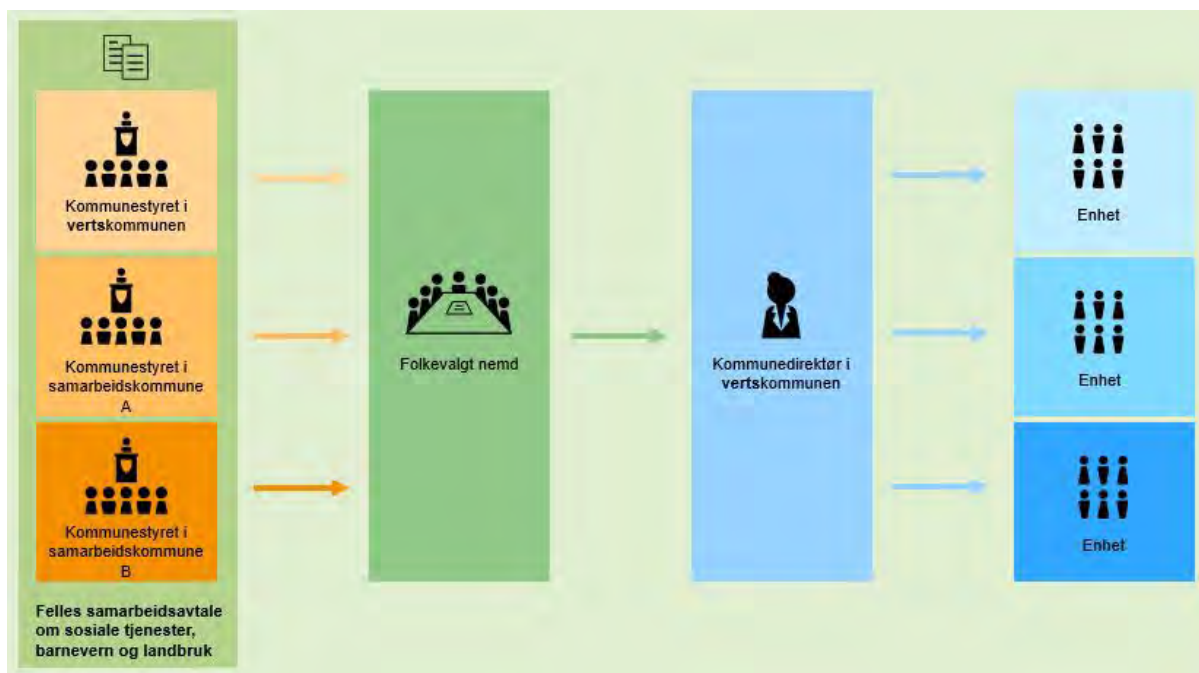 Kommunestyret i
vertskommunen
Kommunestyret i
samarbeidskommune
A
Kommunestyret i
samarbeidskommune
B
Felles samarbeidsavtale
om sosiale tjenester,
barnevern og landbruk
Folkevalgt nemd
Kommunedirektør i
vertskommunen
Enhet
Enhet
Enhet